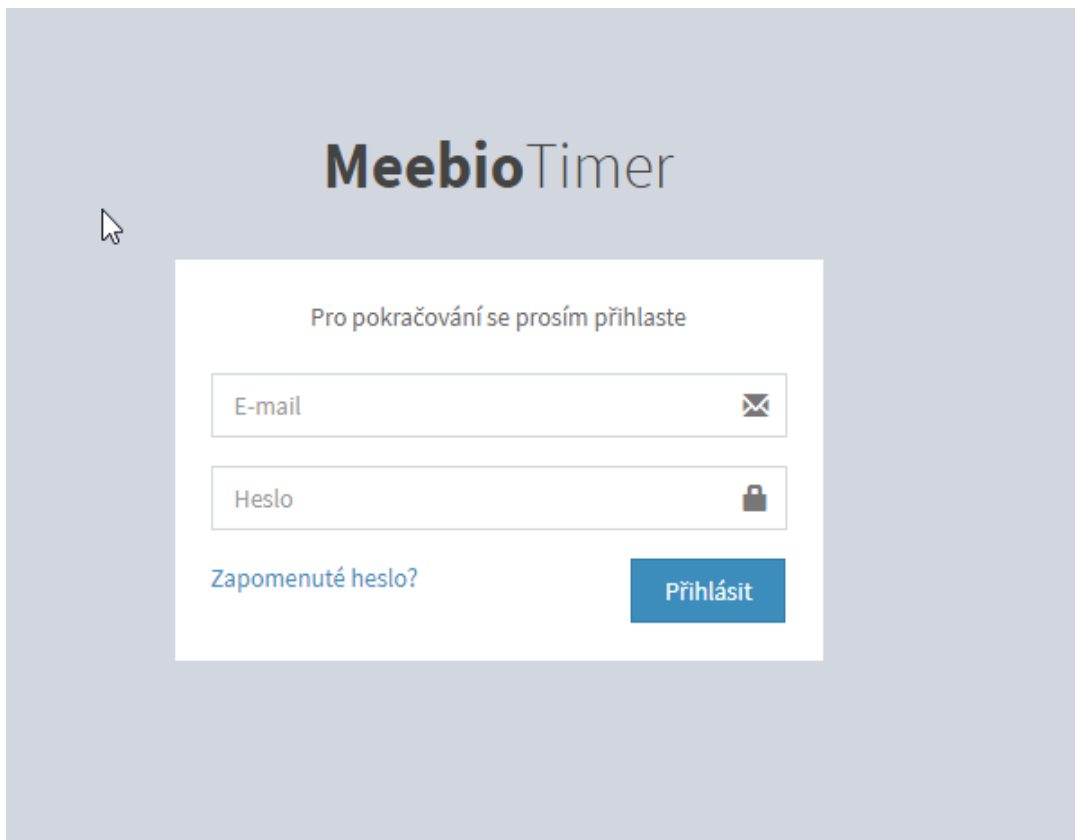 MeebioTimer
Pro pokračování se prosím přihlaste
E-mail
Heslo
Zapomenuté heslo?
Přihlásit